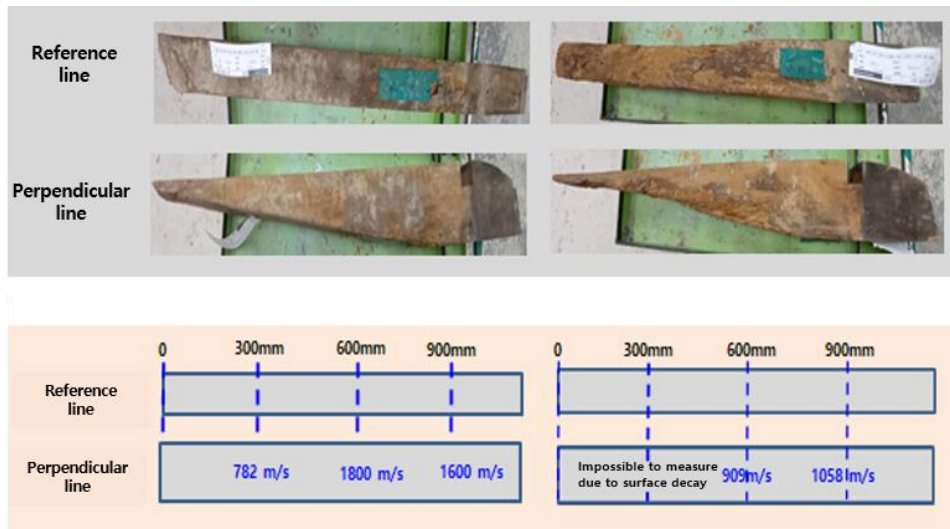 Reference
line
Perpendicular
line
0 300mm 600mm 900mm 0 300mm 600mm 900mm
Reference
line
Perpendicular
line
782 m/s 1800 m/s 1600 m/s
Impossible to measure
due to surface decay
909m/s 1058 m/s